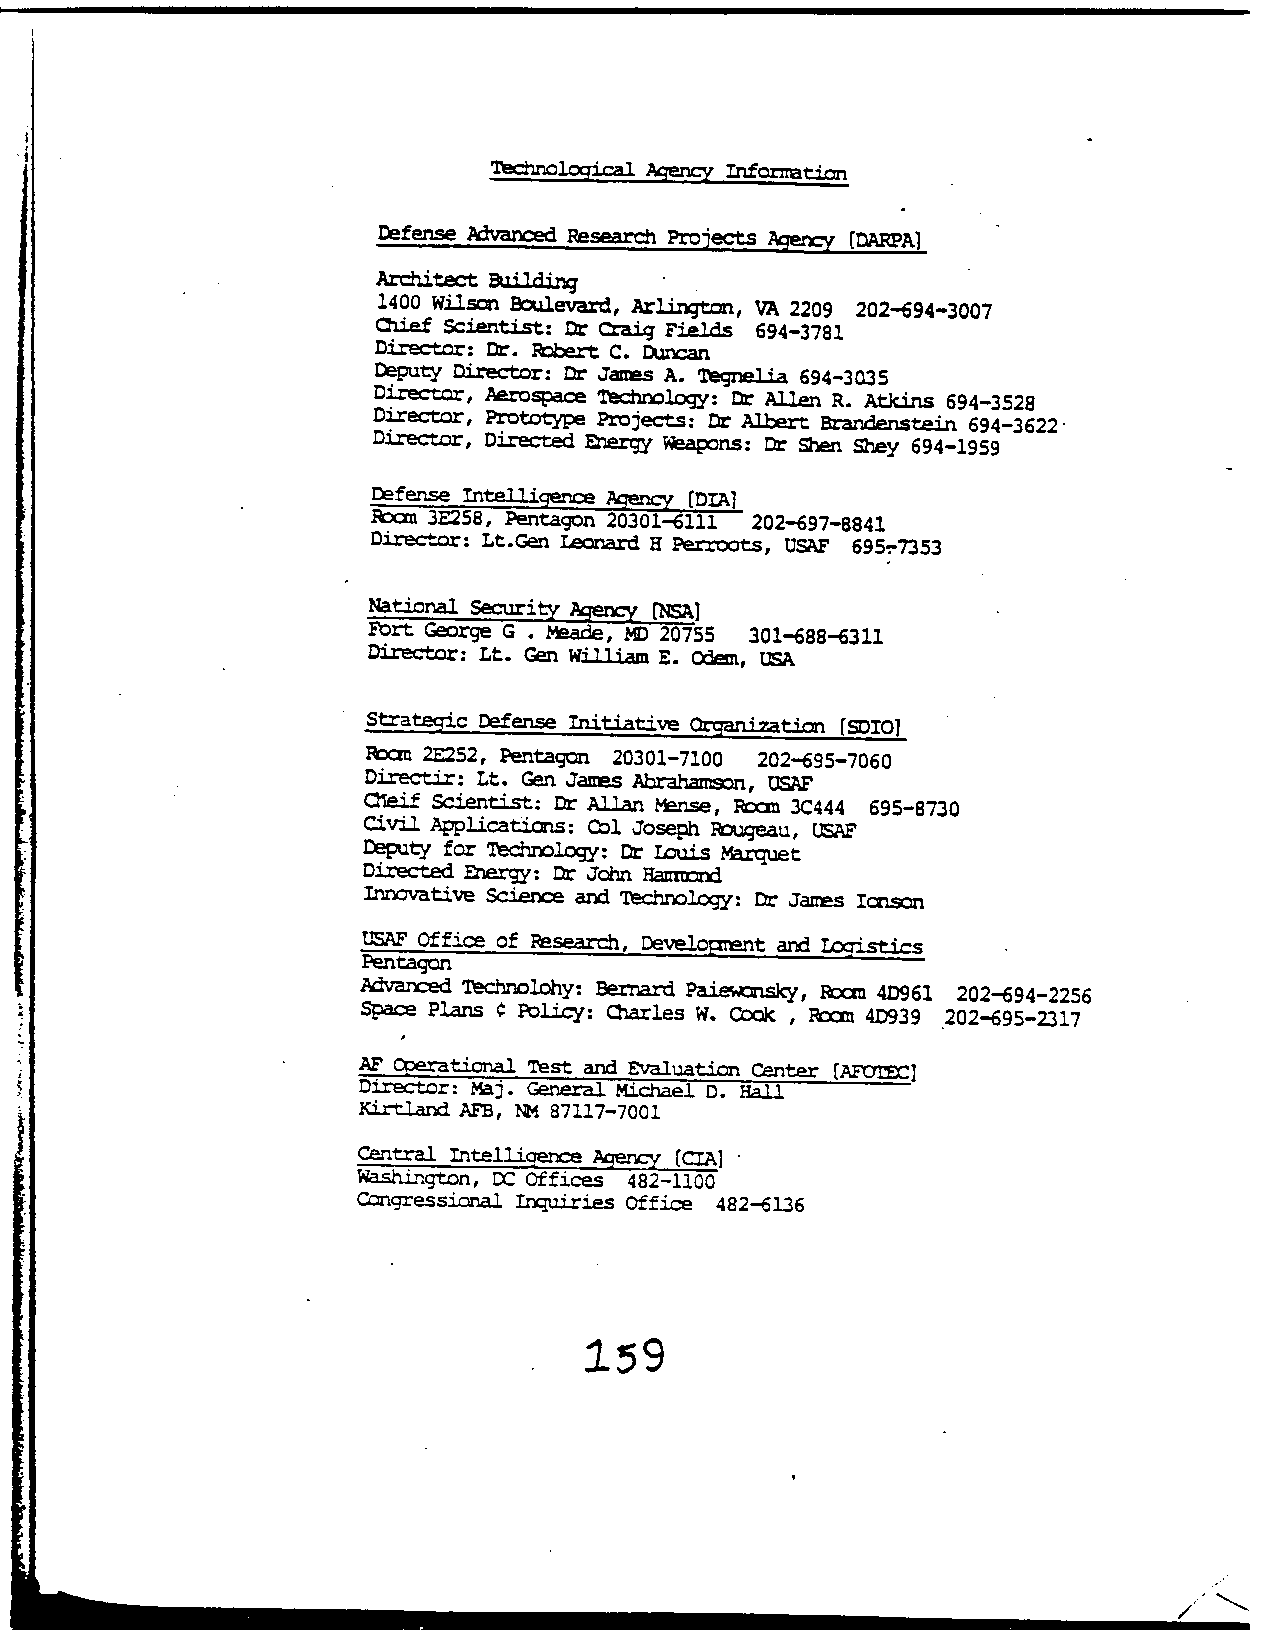 Technological Agency Information
Defense Advanced Research Projects Agency [DARPA]
Architect Building
1400 Wilson Boulevard, Arlington, VA 2209 202-694-3007
Chief Scientist: Dr Craig Fields 694-3781
Director: Dr. Robert C. Duncan
Deputy Director: Dr James A. Tegnelia 694-3035
Director, Aerospace Technology: Dr Allen R. Atkins 694-3528
Director, Prototype Projects: Dr Albert Brandenstein 694-3622
Director, Directed Energy Weapons: Dr Shen Shey 694-1959
Defense Intelligence Agency [DIA]
Room 3E258, Pentagon 20301-6111 202-697-8841
Director: Lt.Gen Leonard H Perroots, USAF 695-7353
National Security Agency [NSA]
Fort George G . Meade, MD 20755 301-688-6311
Director: Lt. Gen William E. Odem, USA
Strategic Defense Initiative Organization [SDIO]
Room 2E252, Pentagon 20301-7100 202-695-7060
Directir: Lt. Gen James Abrahamson, USAF
Cheif Scientist: Dr Allan Mense, Room 3C444 695-8730
Civil Applications: Col Joseph Rougeau, USAF
Deputy for Technology: Dr Louis Marquet
Directed Energy: Dr John Hammond
Innovative Science and Technology: Dr James Ionson
USAF Office of Research, Development and Logistics
Pentagon
Advanced Technolohy: Bernard Paiewonsky, Room 4D961 202-694-2256
Space Plans ¢ Policy: Charles W. Cook , Room 4D939 202-695-2317
AF Operational Test and Evaluation Center [AFOTEC]
Director: Maj. General Michael D. Hall
Kirtland AFB, NM 87117-7001
Central Intelligence Agency [CIA]
Washington, DC Offices 482-1100
Congressional Inquiries Office 482-6136
159